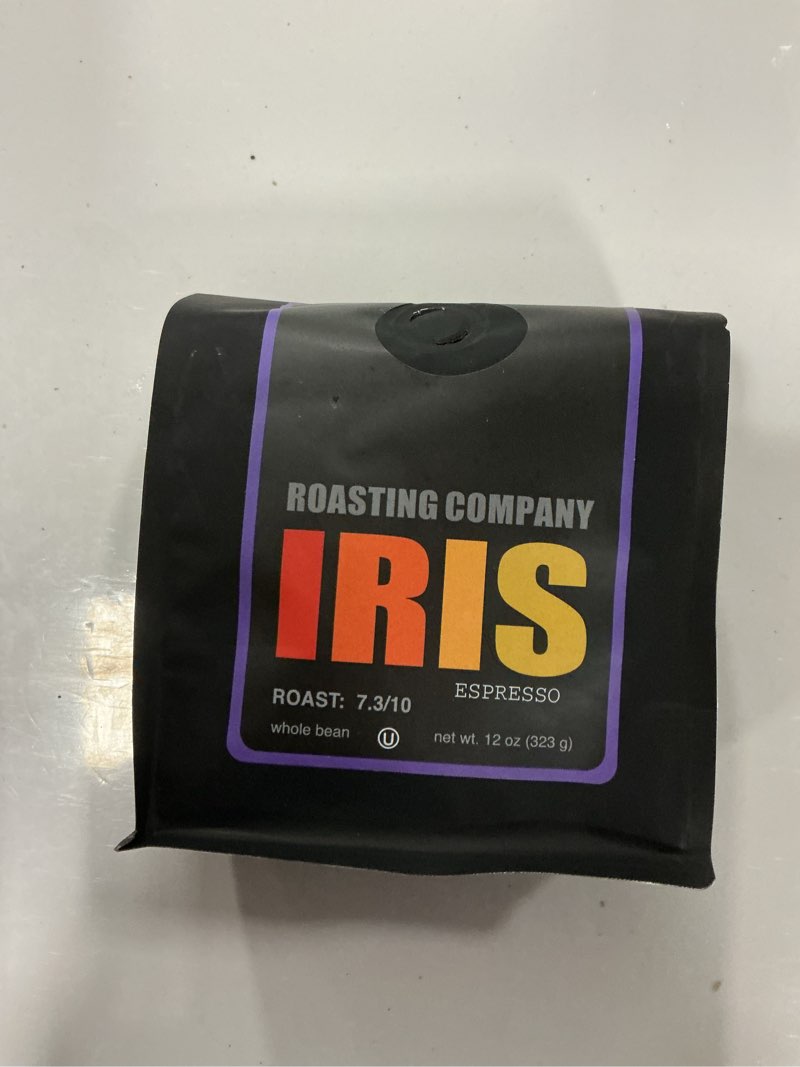 ROASTING COMPANY
IRIS
ESPRESSO
ROAST: 7.3/10
whole bean U net wt. 12 oz (323 g)